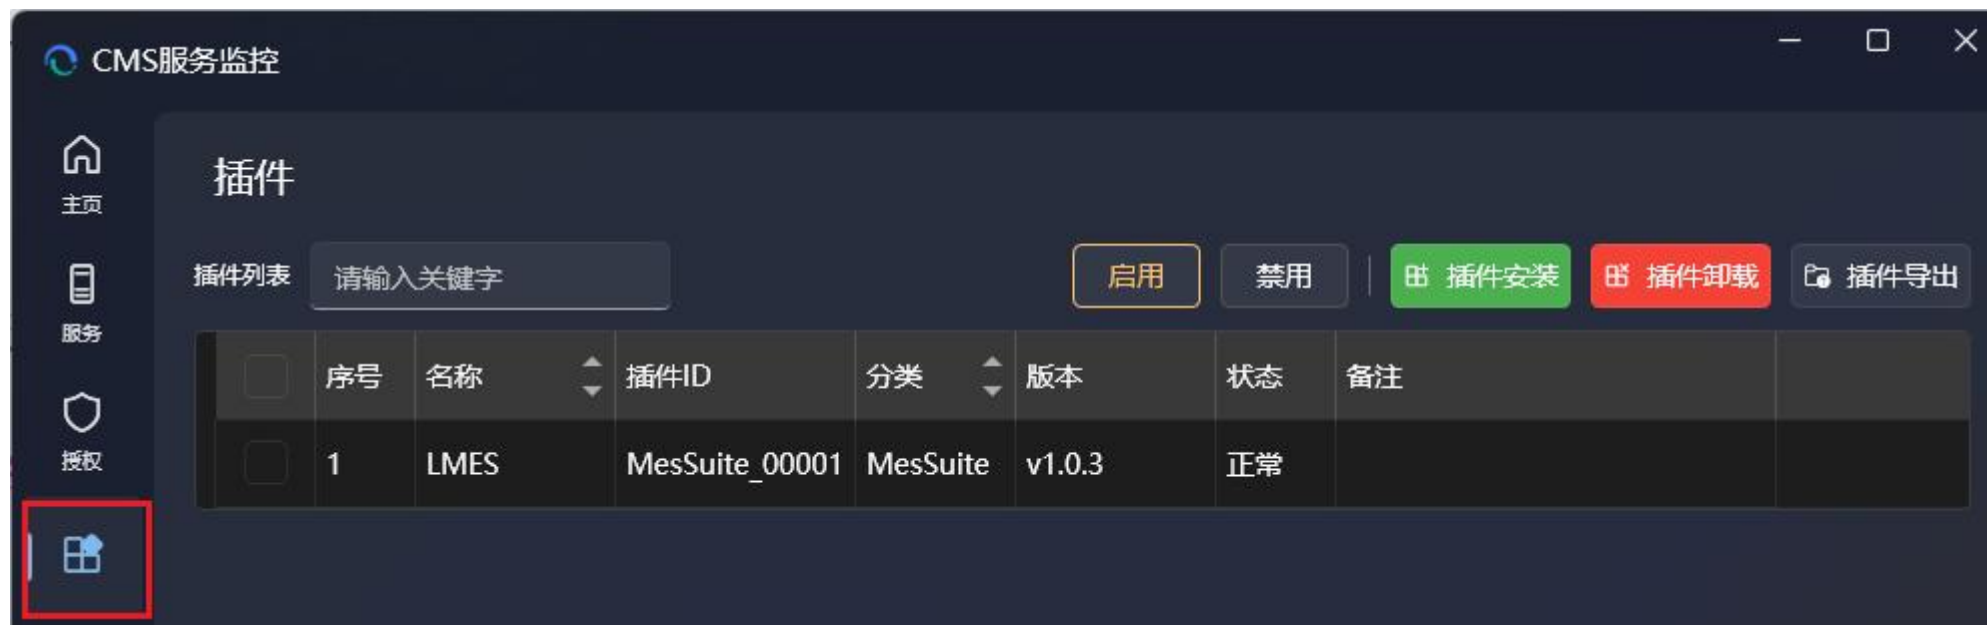 CMS服务监控
主页
插件
插件列表 请输入关键字 启用 禁用 插件安装 插件卸载 插件导出
服务
序号 名称 插件ID 分类 版本 状态 备注
授权
1 LMES MesSuite_00001 MesSuite v1.0.3 正常